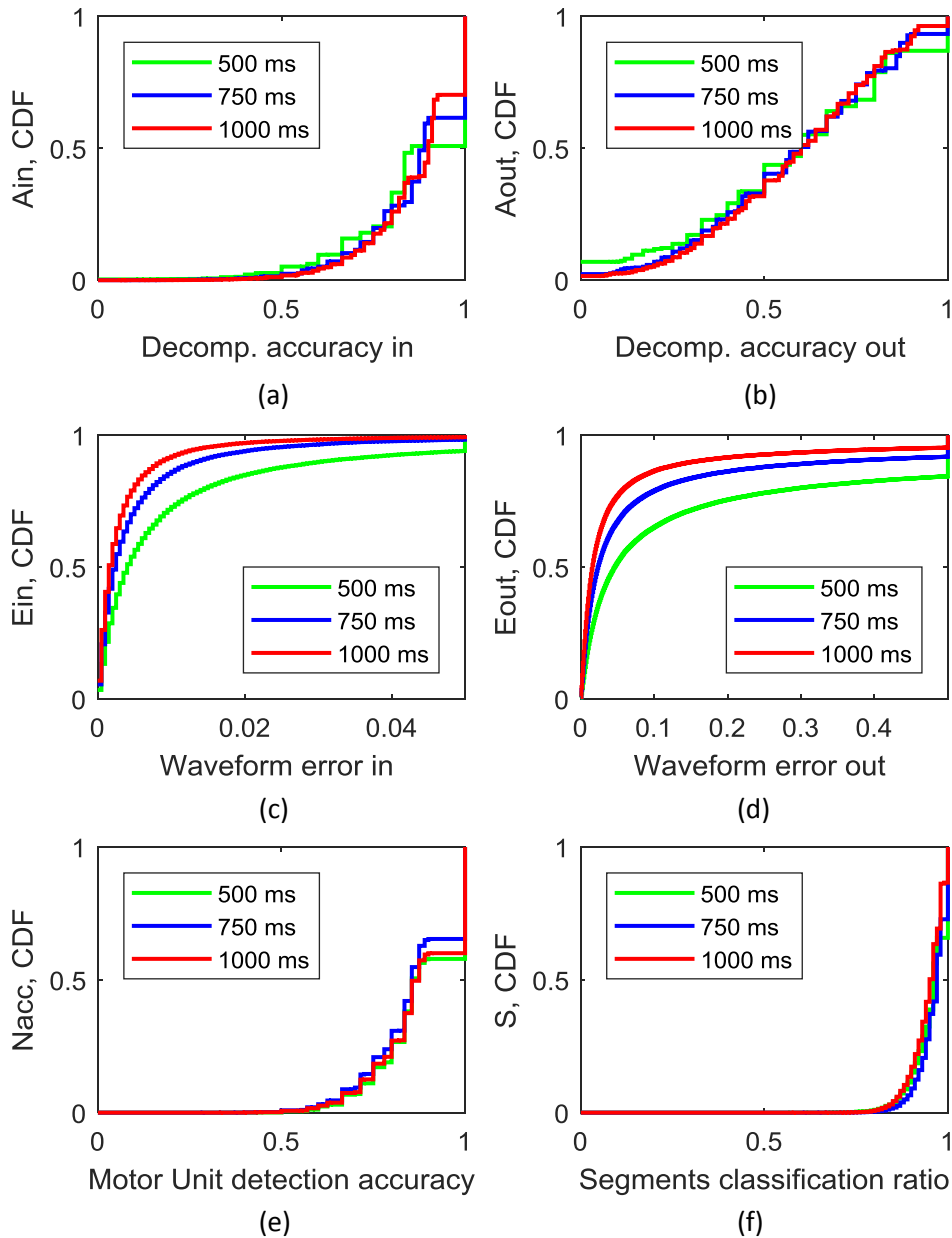 1
0.5
0
Ain, CDF
500 ms
750 ms
1000 ms
0
0.5
1
Decomp. accuracy in
(a)
1
0.5
0
Aout, CDF
500 ms
750 ms
1000 ms
0
0.5
1
Decomp. accuracy out
(b)
1
0.5
0
Ein, CDF
500 ms
750 ms
1000 ms
0
0.02
0.04
Waveform error in
(c)
1
0.5
0
Eout, CDF
500 ms
750 ms
1000 ms
0
0.1
0.2
0.3
0.4
Waveform error out
(d)
1
0.5
0
Nacc, CDF
500 ms
750 ms
1000 ms
0
0.5
1
Motor Unit detection accuracy
(e)
1
0.5
0
S, CDF
500 ms
750 ms
1000 ms
0
0.5
1
Segments classification ratio
(f)